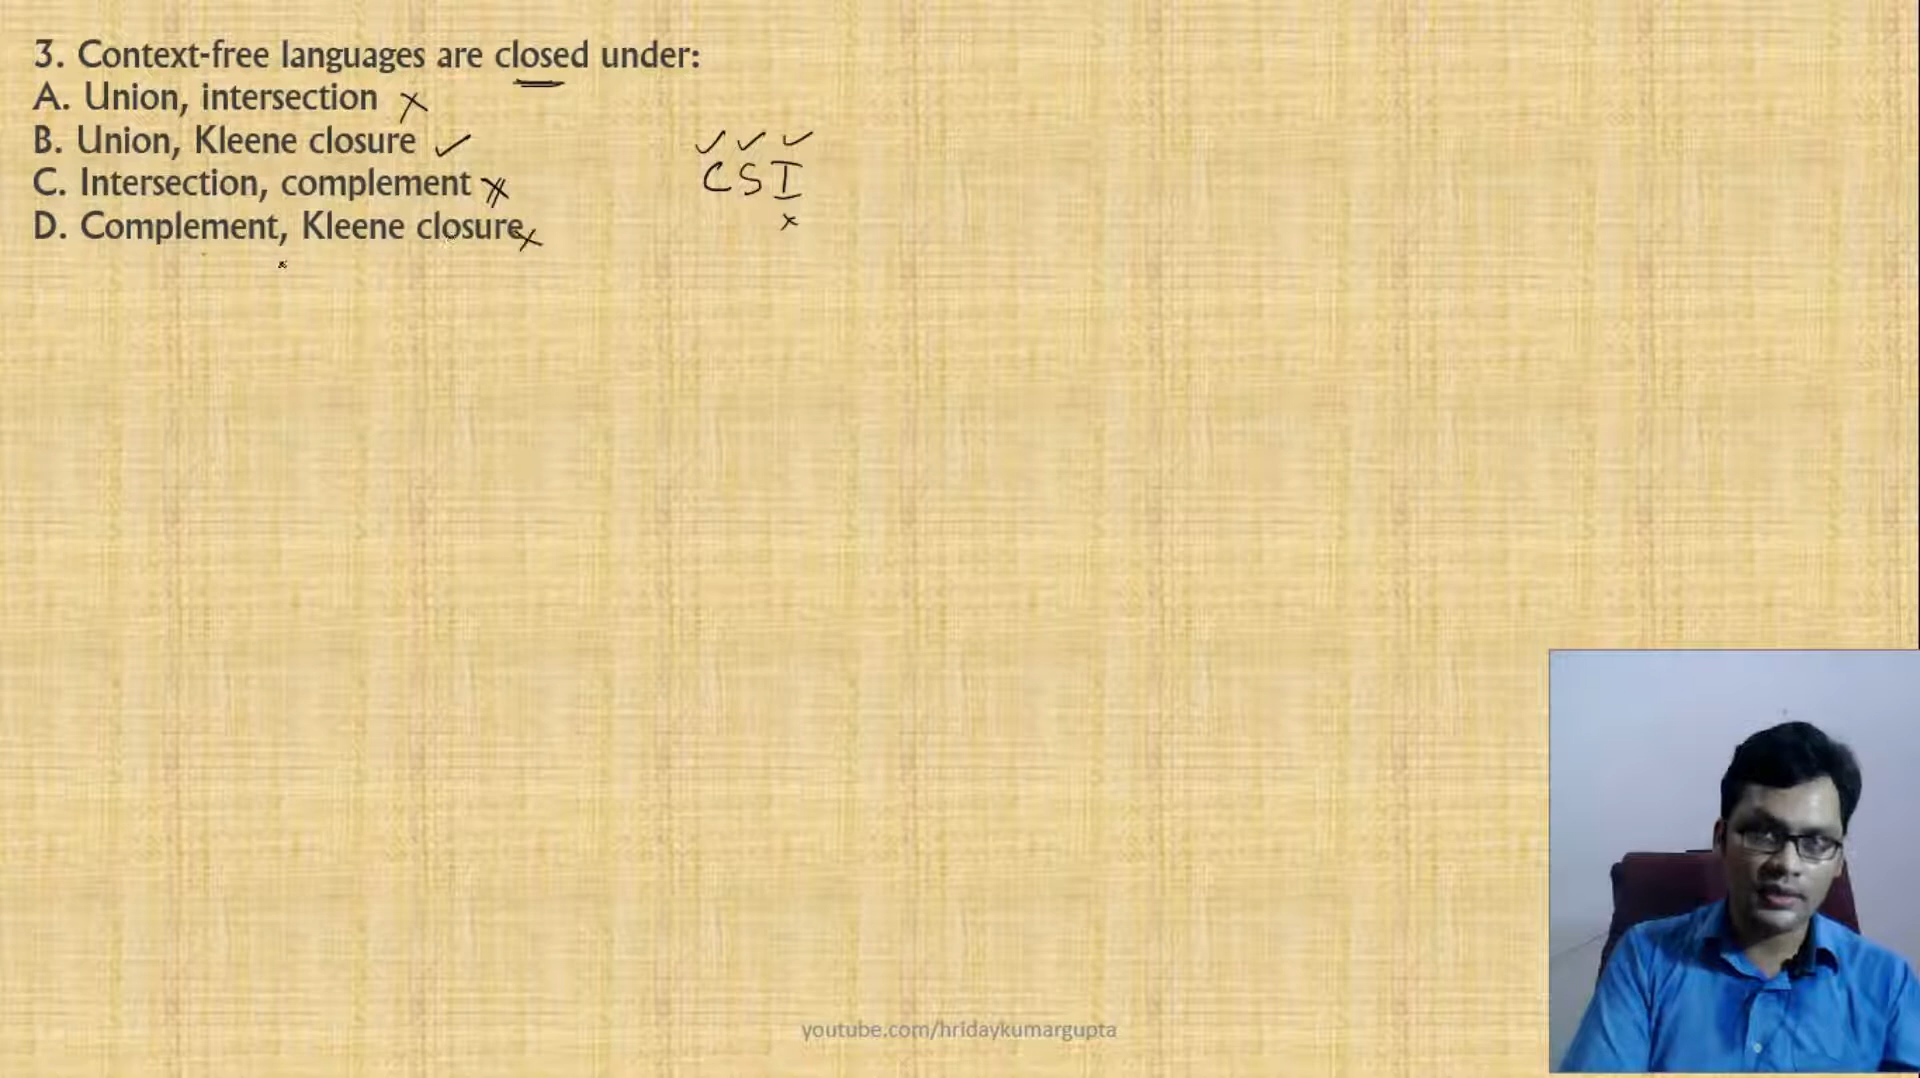 3. Context-free languages are closed under:
A. Union, intersection ×
B. Union, Kleene closure ✓
C. Intersection, complement ×
D. Complement, Kleene closure ×
✓ ✓ ✓
C S I
×
youtube.com/hridaykumargupta